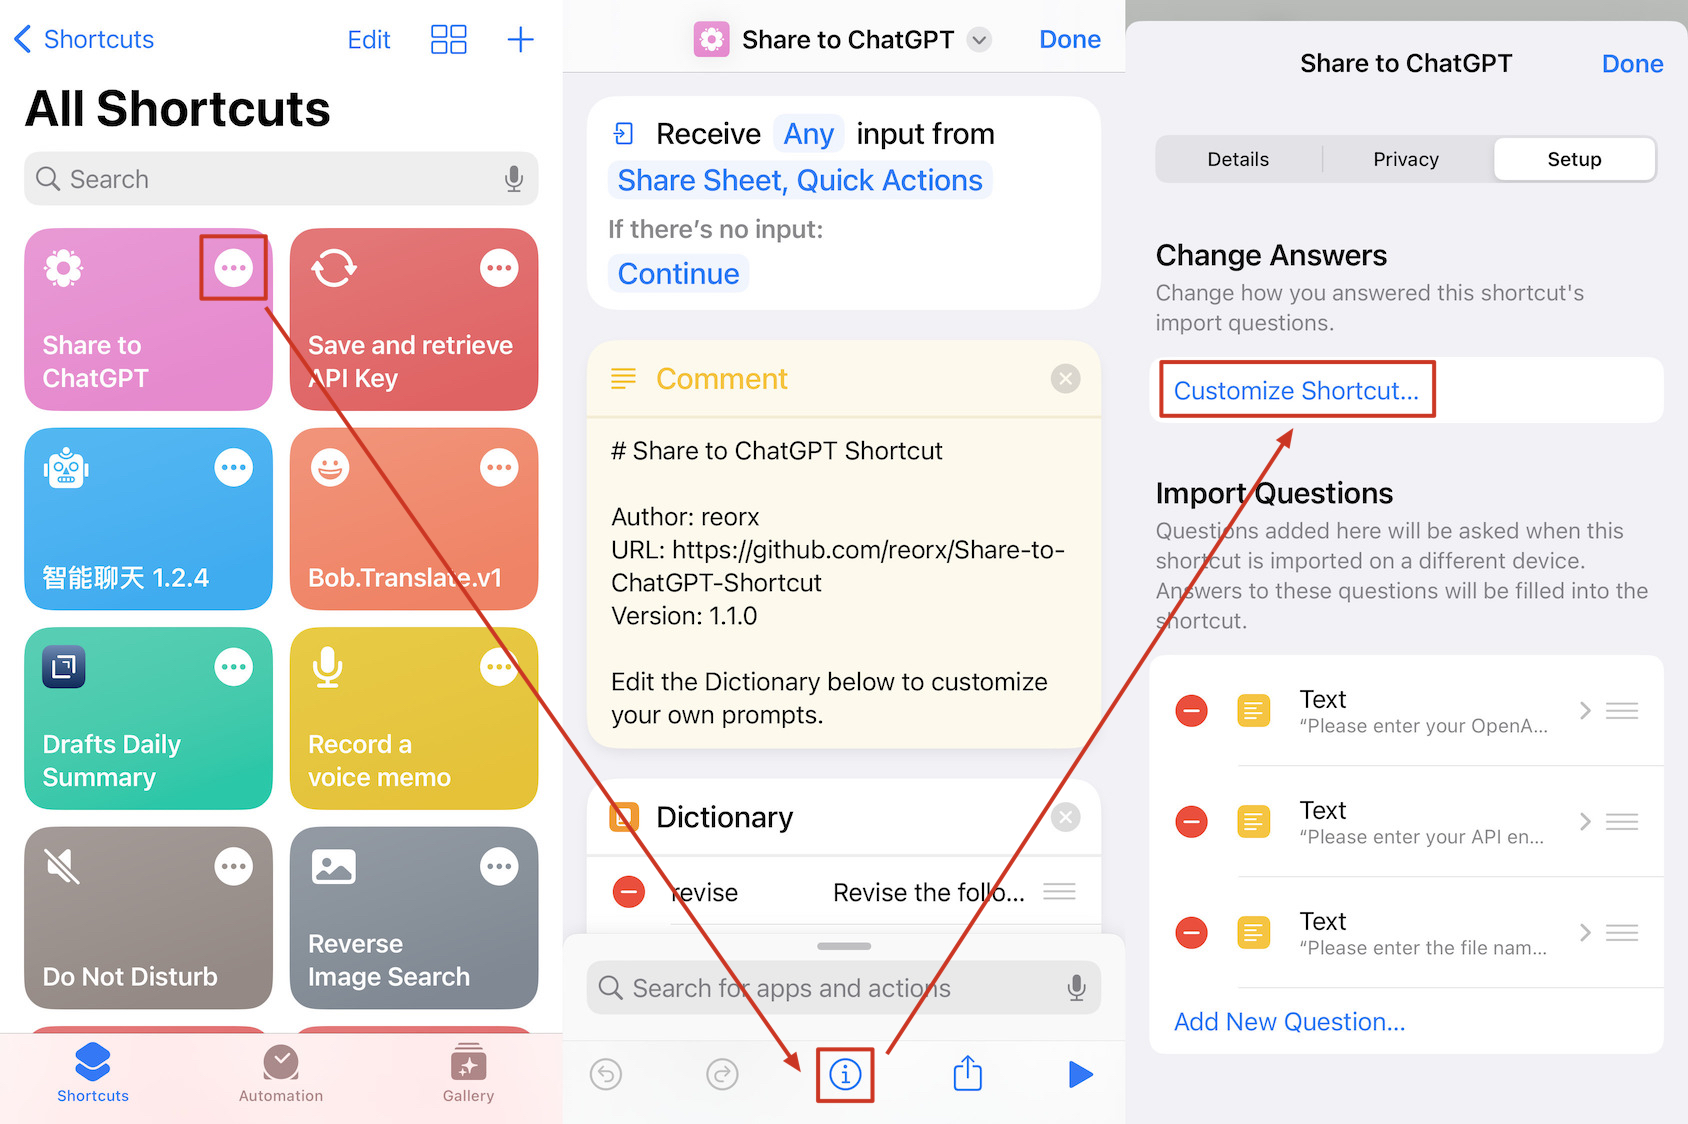 Shortcuts
Edit
All Shortcuts
Search
Share to
ChatGPT
Save and retrieve
API Key
智能聊天 1.2.4
Bob.Translate.v1
Drafts Daily
Summary
Record a
voice memo
Do Not Disturb
Reverse
Image Search
Shortcuts
Automation
Gallery
Share to ChatGPT
Done
Receive Any input from
Share Sheet, Quick Actions
If there's no input:
Continue
Comment
# Share to ChatGPT Shortcut
Author: reorx
URL: https://github.com/reorx/Share-to-
ChatGPT-Shortcut
Version: 1.1.0
Edit the Dictionary below to customize
your own prompts.
Dictionary
revise
Revise the follo...
Search for apps and actions
Share to ChatGPT
Done
Details
Privacy
Setup
Change Answers
Change how you answered this shortcut's
import questions.
Customize Shortcut...
Import Questions
Questions added here will be asked when this
shortcut is imported on a different device.
Answers to these questions will be filled into the
shortcut.
Text
“Please enter your OpenA...
Text
“Please enter your API en...
Text
“Please enter the file nam...
Add New Question...